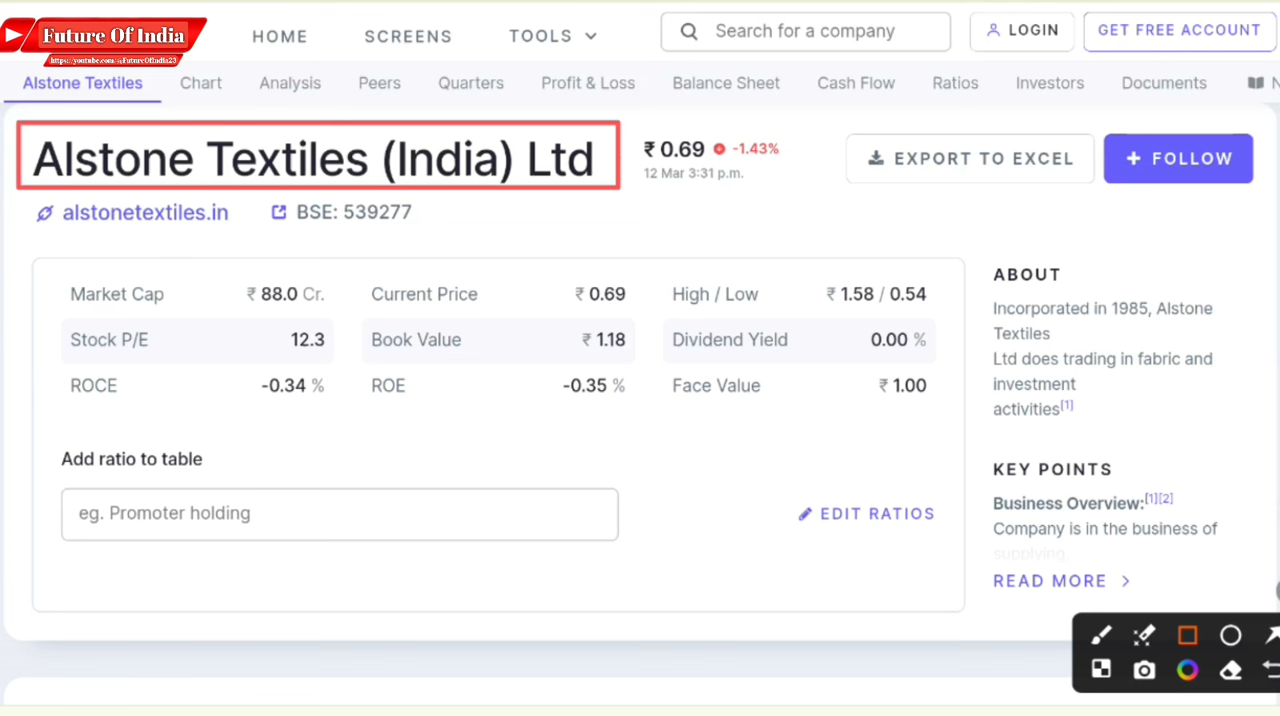 Future Of India
https://youtube.com/@FutureOfIndia23
HOME SCREENS TOOLS
Search for a company
LOGIN
GET FREE ACCOUNT
Alstone Textiles Chart Analysis Peers Quarters Profit & Loss Balance Sheet Cash Flow Ratios Investors Documents N
Alstone Textiles (India) Ltd
₹ 0.69 -1.43%
12 Mar 3:31 p.m.
EXPORT TO EXCEL
+ FOLLOW
alstonetextiles.in BSE: 539277
Market Cap ₹ 88.0 Cr. Current Price ₹ 0.69 High / Low ₹ 1.58 / 0.54
Stock P/E 12.3 Book Value ₹ 1.18 Dividend Yield 0.00 %
ROCE -0.34 % ROE -0.35 % Face Value ₹ 1.00
Add ratio to table
eg. Promoter holding
EDIT RATIOS
ABOUT
Incorporated in 1985, Alstone
Textiles
Ltd does trading in fabric and
investment
activities[1]
KEY POINTS
Business Overview:[1][2]
Company is in the business of
supplying,
READ MORE